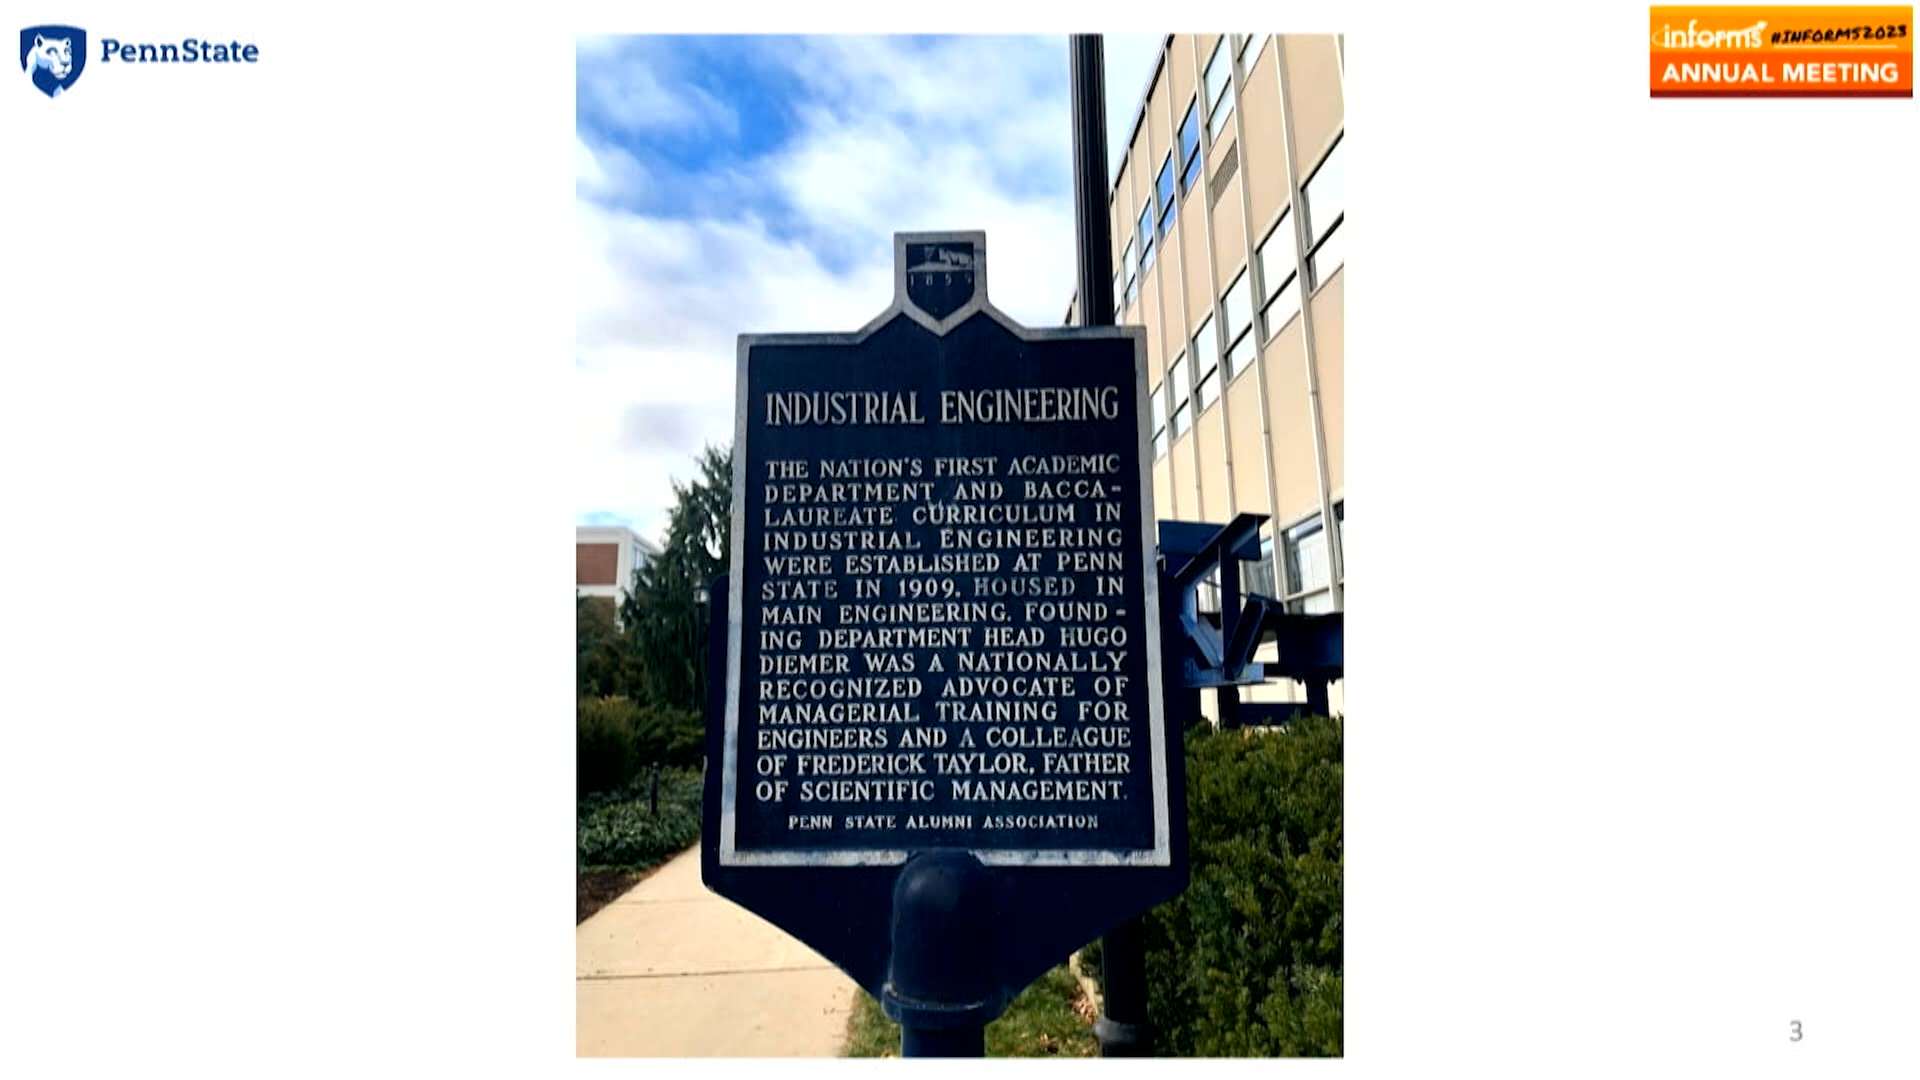 PennState
informs #INFORMS2023
ANNUAL MEETING
1855
INDUSTRIAL ENGINEERING
THE NATION'S FIRST ACADEMIC
DEPARTMENT AND BACCA-
LAUREATE CURRICULUM IN
INDUSTRIAL ENGINEERING
WERE ESTABLISHED AT PENN
STATE IN 1909, HOUSED IN
MAIN ENGINEERING. FOUND-
ING DEPARTMENT HEAD HUGO
DIEMER WAS A NATIONALLY
RECOGNIZED ADVOCATE OF
MANAGERIAL TRAINING FOR
ENGINEERS AND A COLLEAGUE
OF FREDERICK TAYLOR, FATHER
OF SCIENTIFIC MANAGEMENT.
PENN STATE ALUMNI ASSOCIATION
3